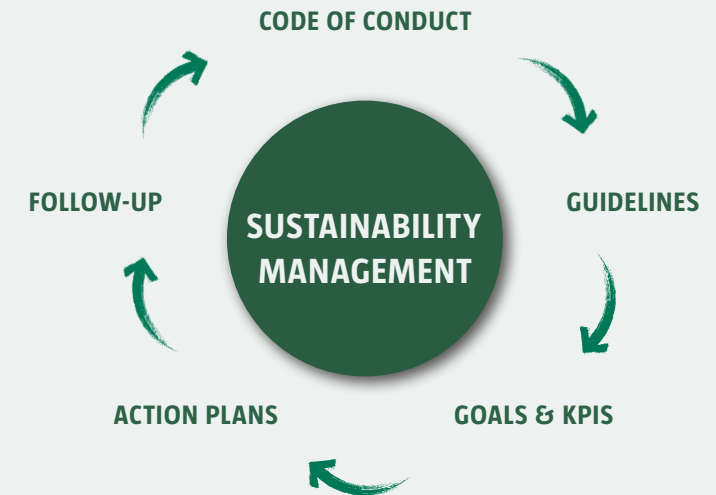 CODE OF CONDUCT
FOLLOW-UP
GUIDELINES
SUSTAINABILITY
MANAGEMENT
ACTION PLANS
GOALS & KPIS